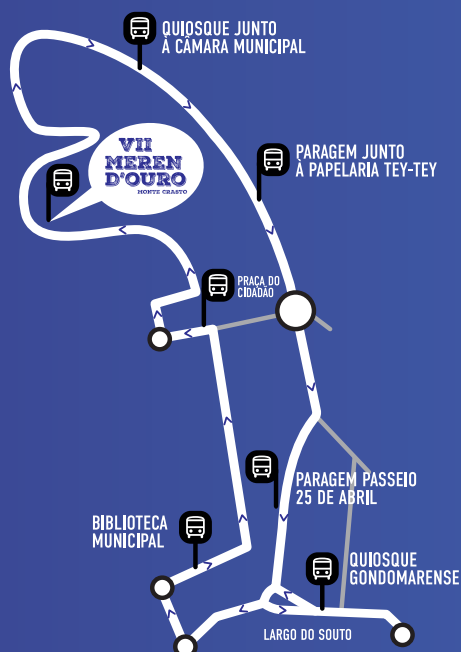 QUIOSQUE JUNTO
À CÂMARA MUNICIPAL
VII
MEREN
D'OURO
MONTE CRASTO
PARAGEM JUNTO
À PAPELARIA TEY-TEY
PRAÇA DO
CIDADÃO
PARAGEM PASSEIO
25 DE ABRIL
BIBLIOTECA
MUNICIPAL
QUIOSQUE
GONDOMARENSE
LARGO DO SOUTO